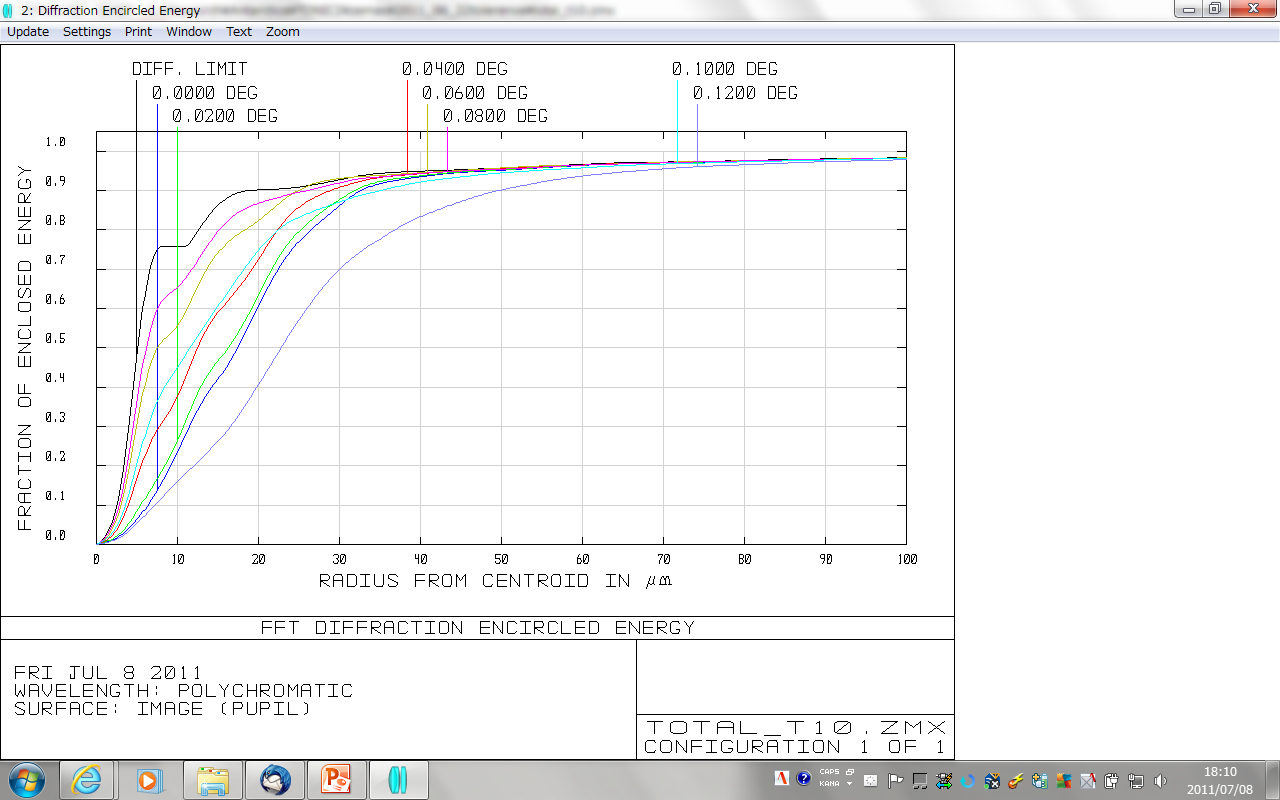 2: Diffraction Encircled Energy
Update Settings Print Window Text Zoom
DIFF. LIMIT 0.0400 DEG 0.1000 DEG
0.0000 DEG 0.0600 DEG 0.1200 DEG
0.0200 DEG 0.0800 DEG
1.0
0.9
0.8
0.7
0.6
0.5
0.4
0.3
0.2
0.1
0.0
FRACTION OF ENCLOSED ENERGY
0 10 20 30 40 50 60 70 80 90 100
RADIUS FROM CENTROID IN µm
FFT DIFFRACTION ENCIRCLED ENERGY
FRI JUL 8 2011
WAVELENGTH: POLYCHROMATIC
SURFACE: IMAGE (PUPIL)
TOTAL_T10.ZMX
CONFIGURATION 1 OF 1
A CAPS
KANA
18:10
2011/07/08